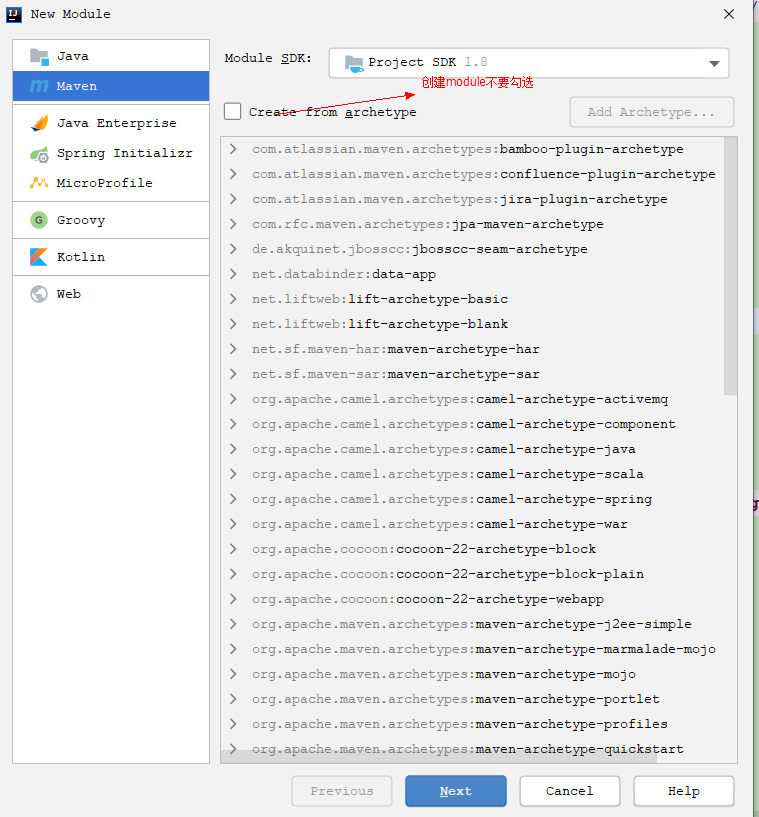 New Module
Java
Maven
Java Enterprise
Spring Initializr
MicroProfile
Groovy
Kotlin
Web
Module SDK: Project SDK 1.8
创建module不要勾选
Create from archetype Add Archetype...
com.atlassian.maven.archetypes:bamboo-plugin-archetype
com.atlassian.maven.archetypes:confluence-plugin-archetype
com.atlassian.maven.archetypes:jira-plugin-archetype
com.rfc.maven.archetypes:jpa-maven-archetype
de.akquinet.jbosscc:jbosscc-seam-archetype
net.databinder:data-app
net.liftweb:lift-archetype-basic
net.liftweb:lift-archetype-blank
net.sf.maven-har:maven-archetype-har
net.sf.maven-sar:maven-archetype-sar
org.apache.camel.archetypes:camel-archetype-activemq
org.apache.camel.archetypes:camel-archetype-component
org.apache.camel.archetypes:camel-archetype-java
org.apache.camel.archetypes:camel-archetype-scala
org.apache.camel.archetypes:camel-archetype-spring
org.apache.camel.archetypes:camel-archetype-war
org.apache.cocoon:cocoon-22-archetype-block
org.apache.cocoon:cocoon-22-archetype-block-plain
org.apache.cocoon:cocoon-22-archetype-webapp
org.apache.maven.archetypes:maven-archetype-j2ee-simple
org.apache.maven.archetypes:maven-archetype-marmalade-mojo
org.apache.maven.archetypes:maven-archetype-mojo
org.apache.maven.archetypes:maven-archetype-portlet
org.apache.maven.archetypes:maven-archetype-profiles
org.apache.maven.archetypes:maven-archetype-quickstart
Previous Next Cancel Help